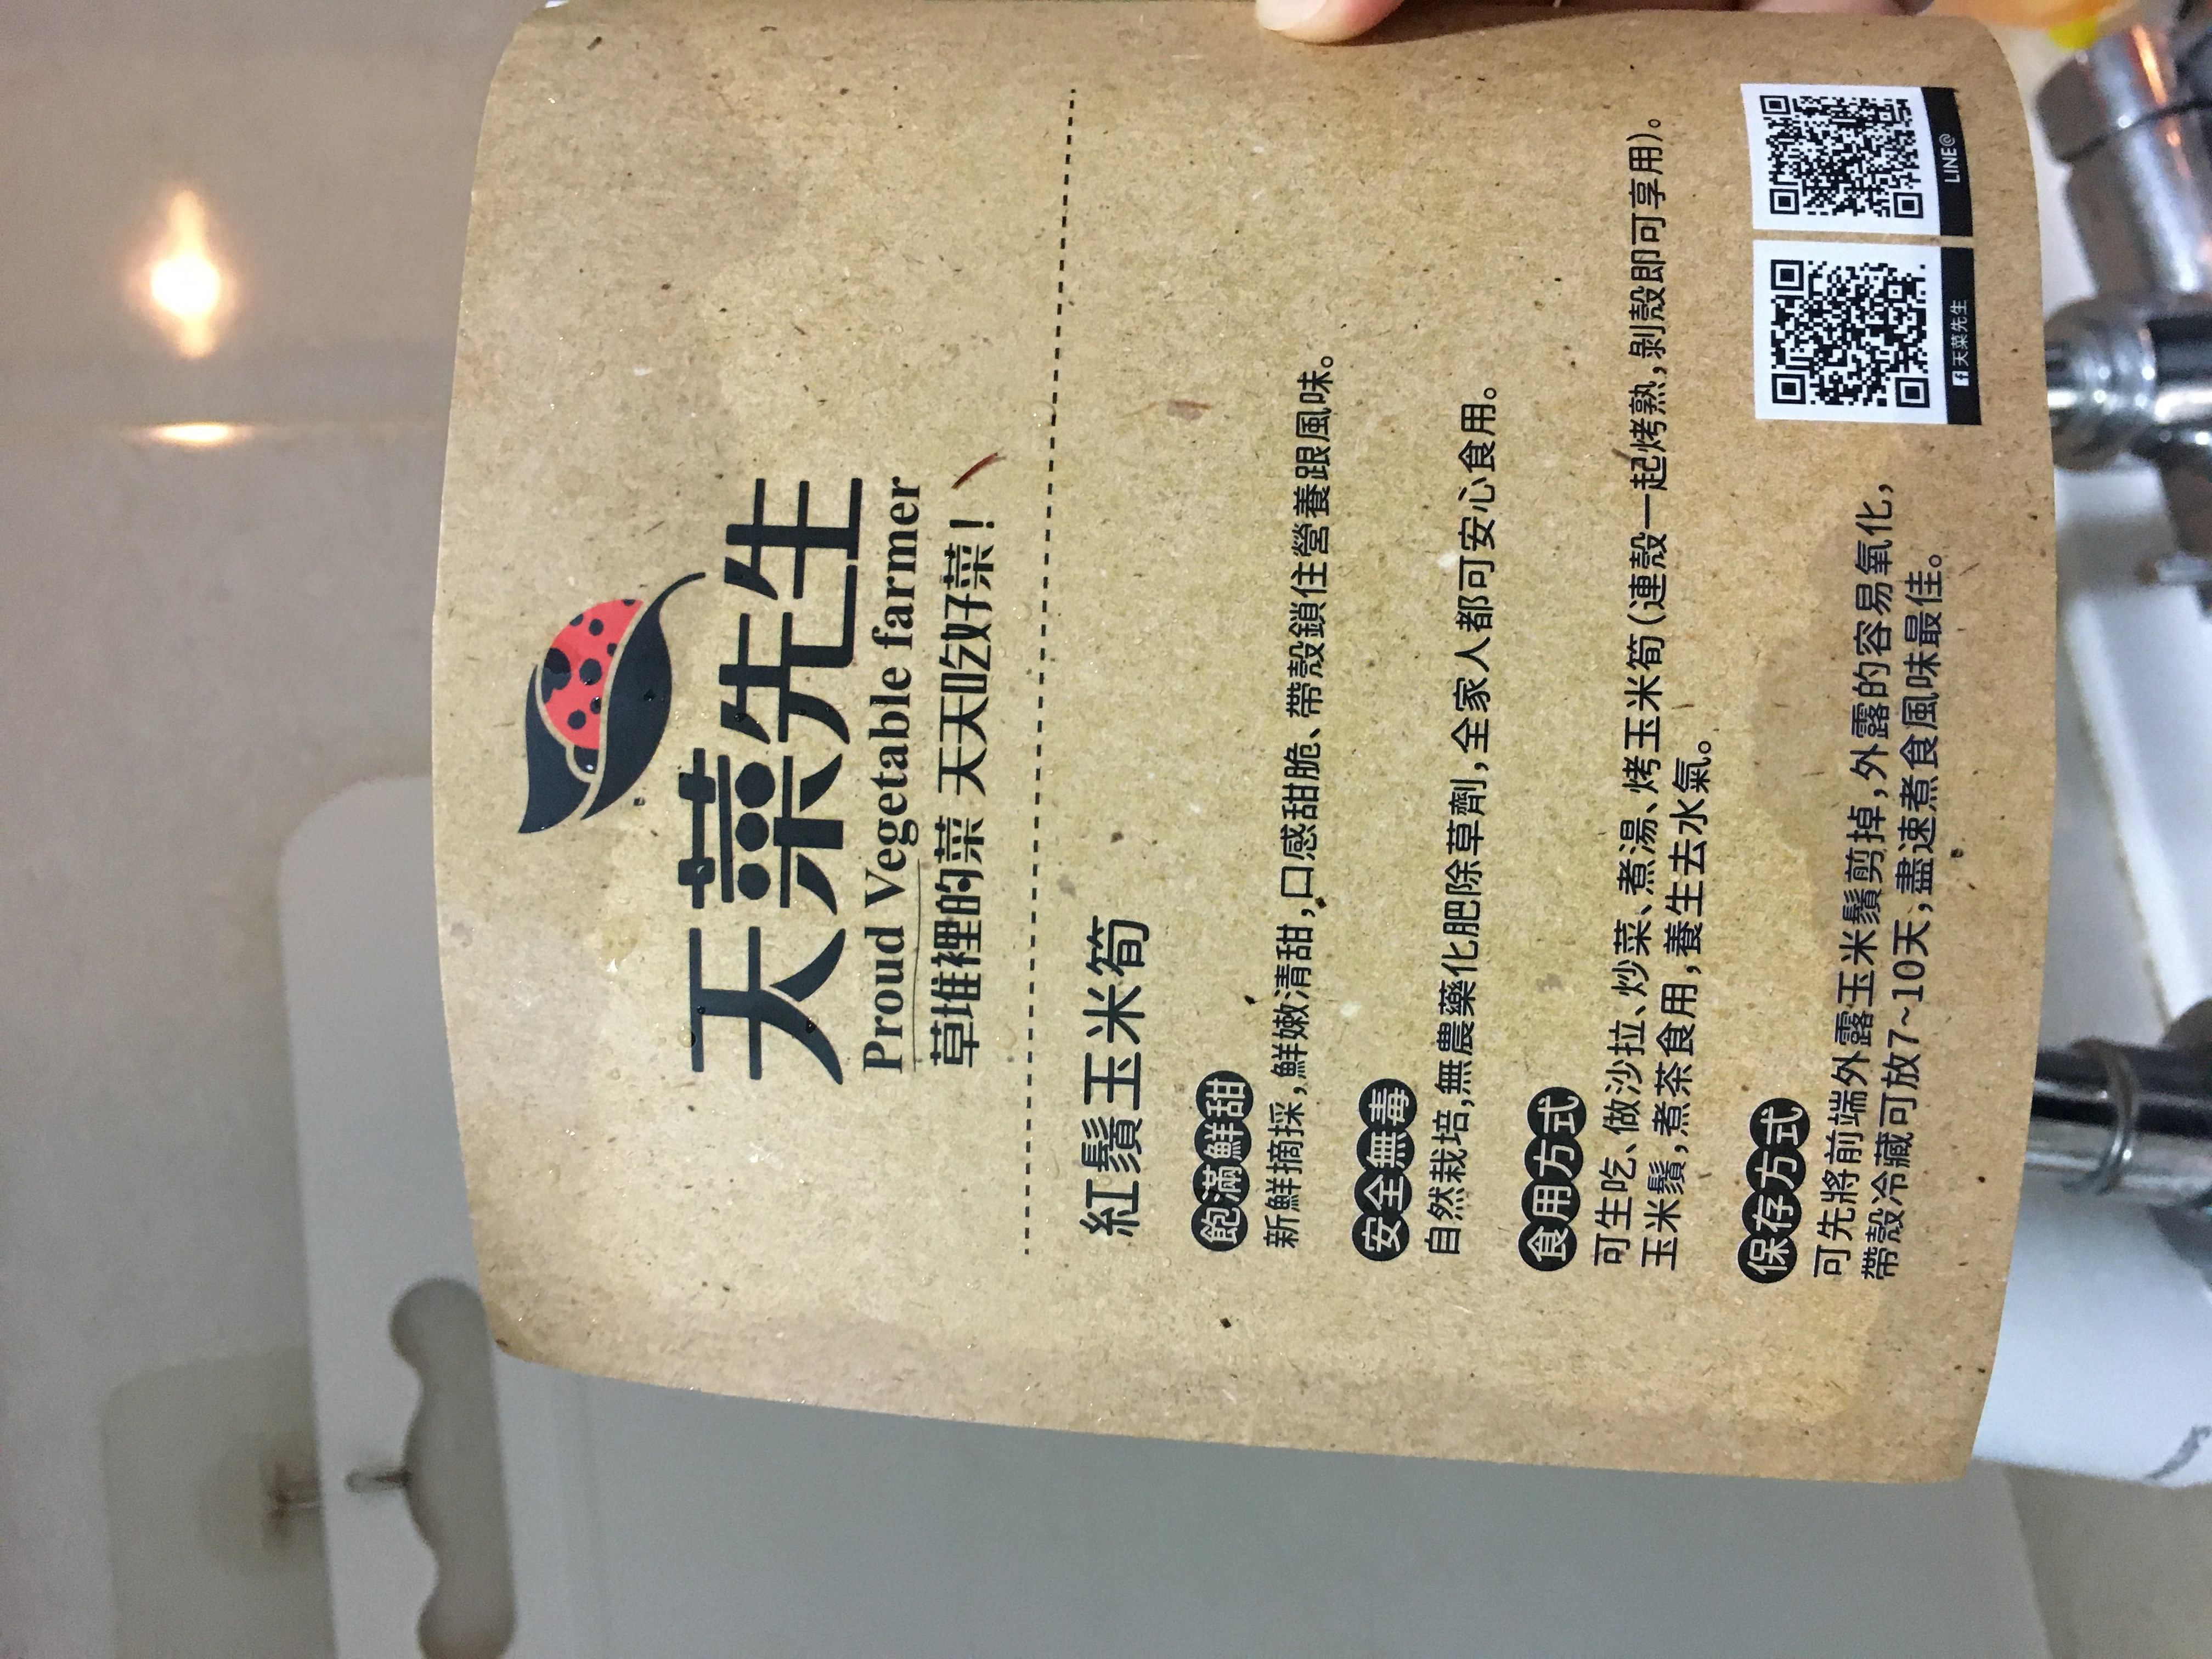 天菜先生
Proud Vegetable farmer
草堆裡的菜 天天吃好菜！
紅鬚玉米筍
飽滿鮮甜
新鮮摘採，鮮嫩清甜，口感甜脆、帶殼鎖住營養跟風味。
安全無毒
自然栽培，無農藥化肥除草劑，全家人都可安心食用。
食用方式
可生吃、做沙拉、炒菜、煮湯、烤玉米筍（連殼一起烤熟，剝殼即可享用）。
玉米鬚，煮茶食用，養生去水氣。
保存方式
可先將前端外露玉米鬚剪掉，外露的容易氧化，
帶殼冷藏可放7~10天；盡速煮食風味最佳。
f 天菜先生
LINE@